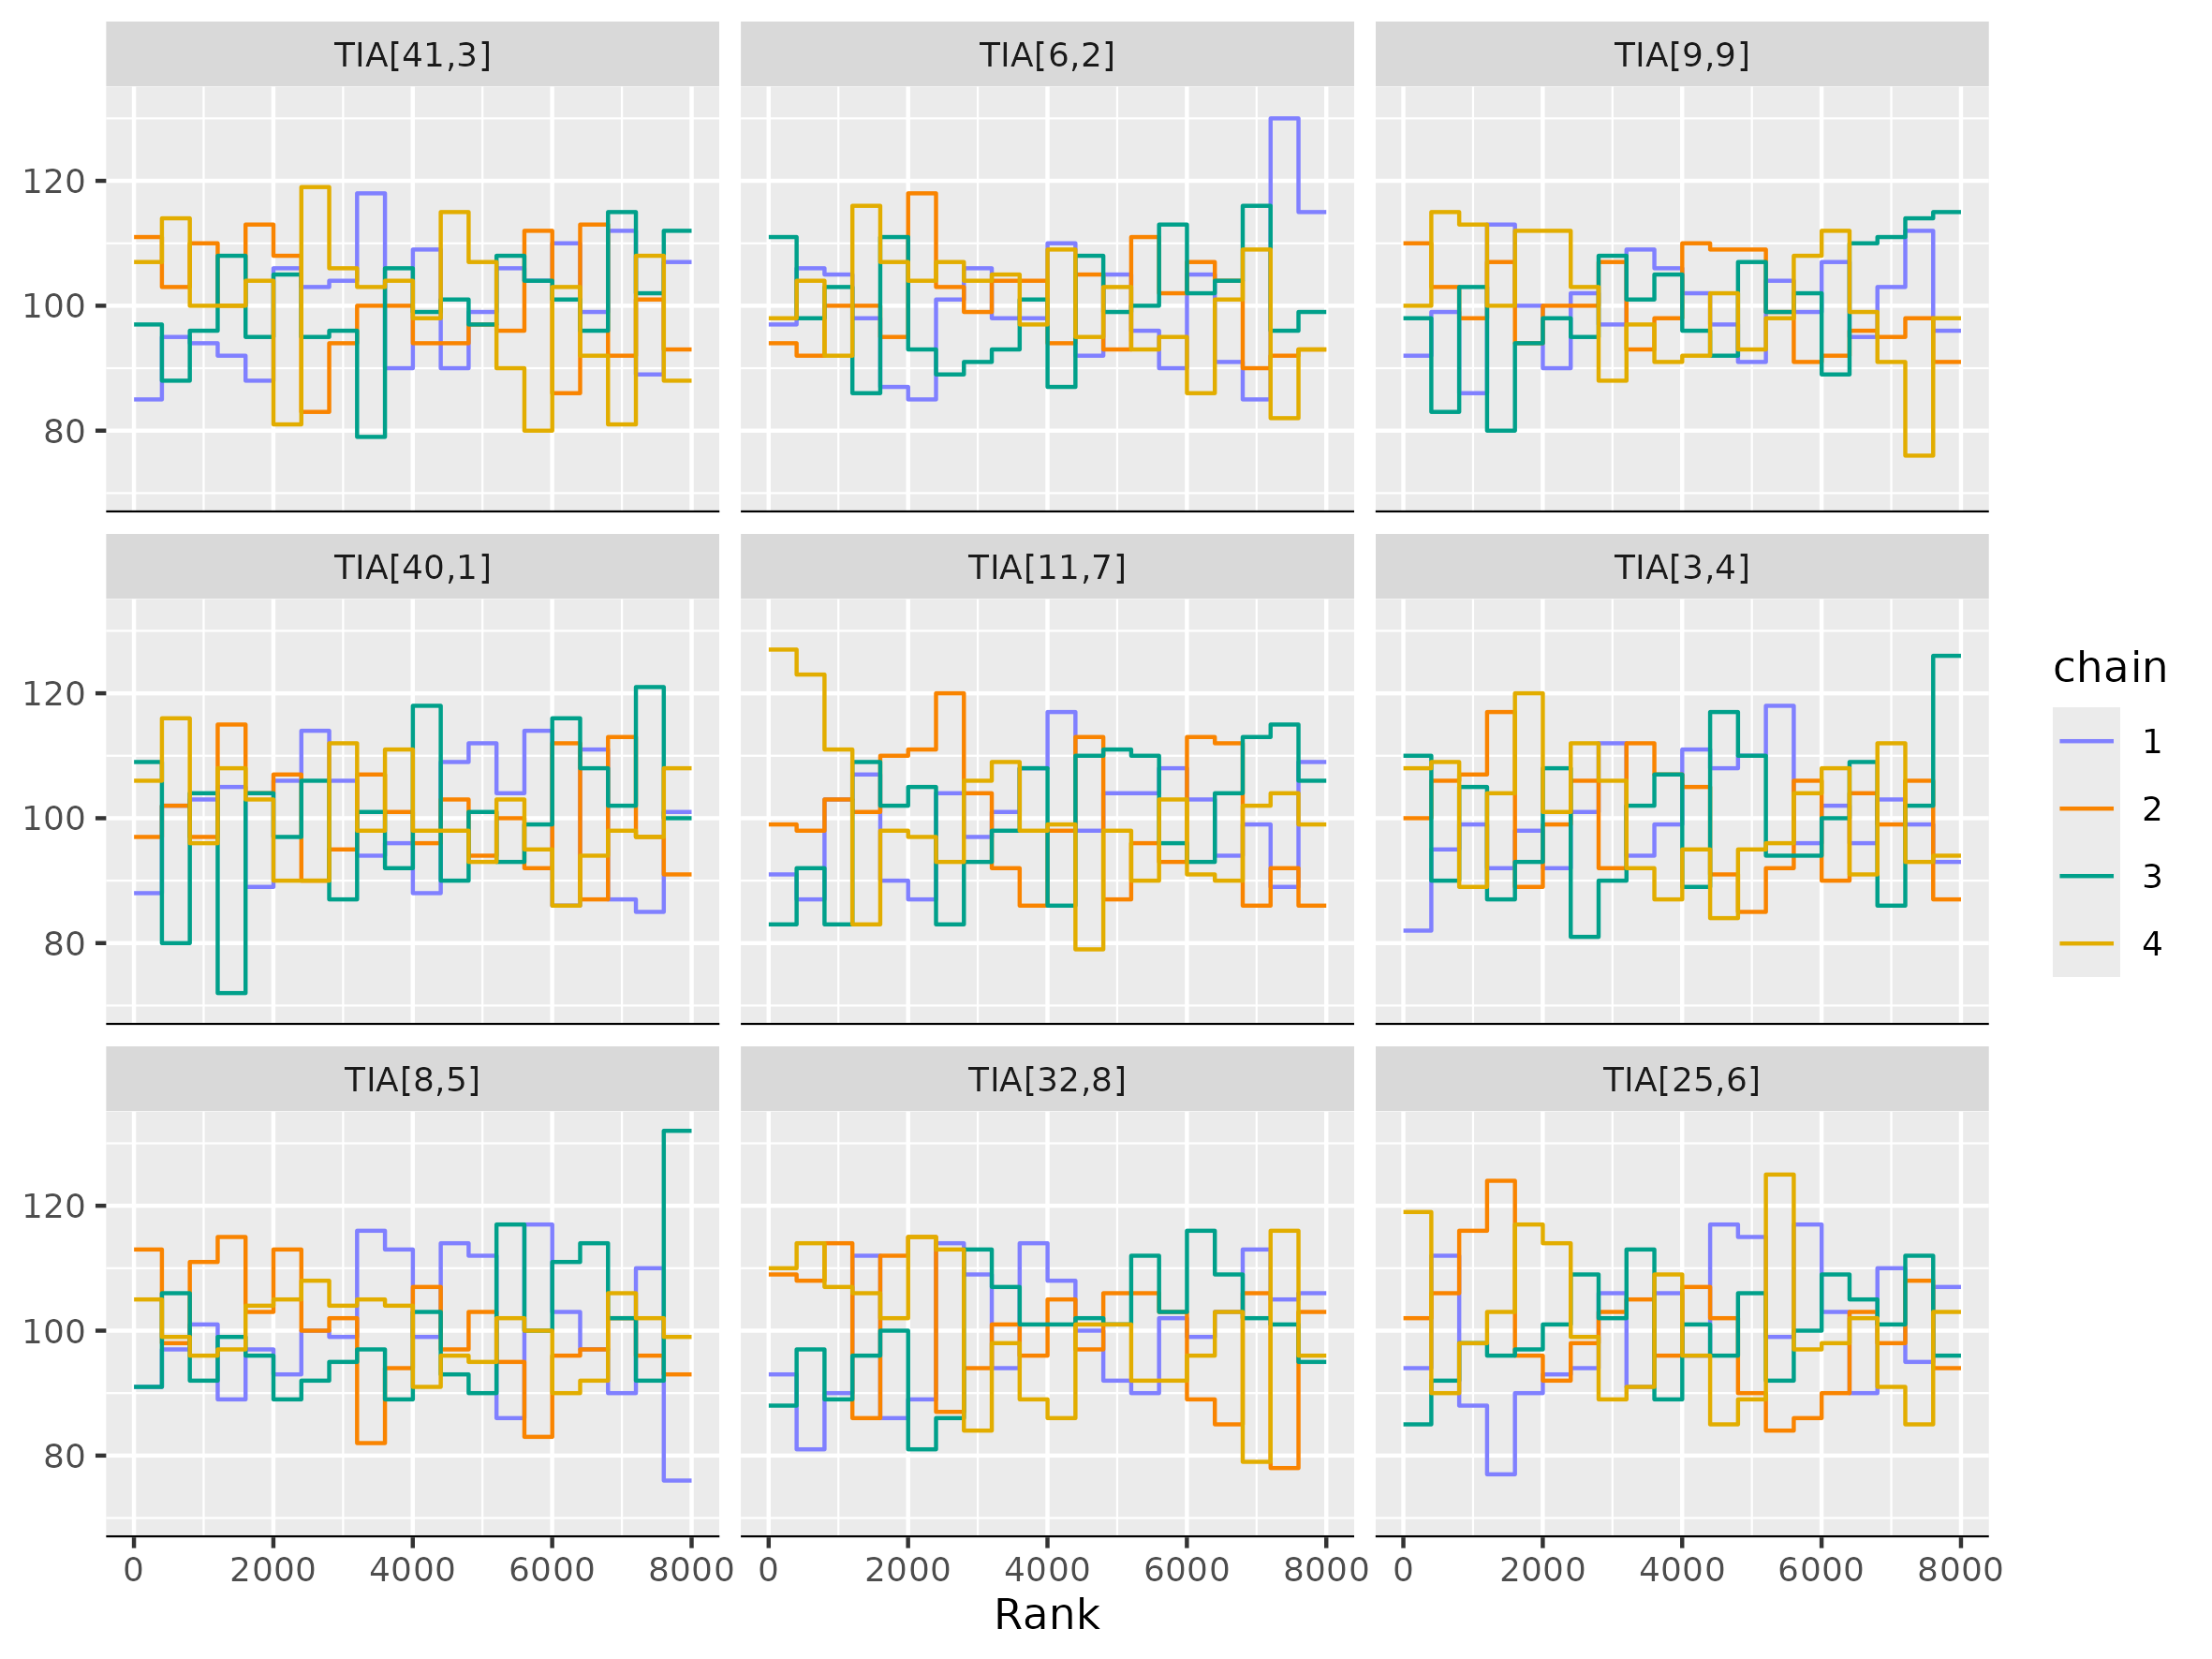 TIA[41,3] TIA[6,2] TIA[9,9]
120
100
80
TIA[40,1] TIA[11,7] TIA[3,4]
120
100
80
chain
1
2
3
4
TIA[8,5] TIA[32,8] TIA[25,6]
120
100
80
0 2000 4000 6000 8000 0 2000 4000 6000 8000 0 2000 4000 6000 8000
Rank